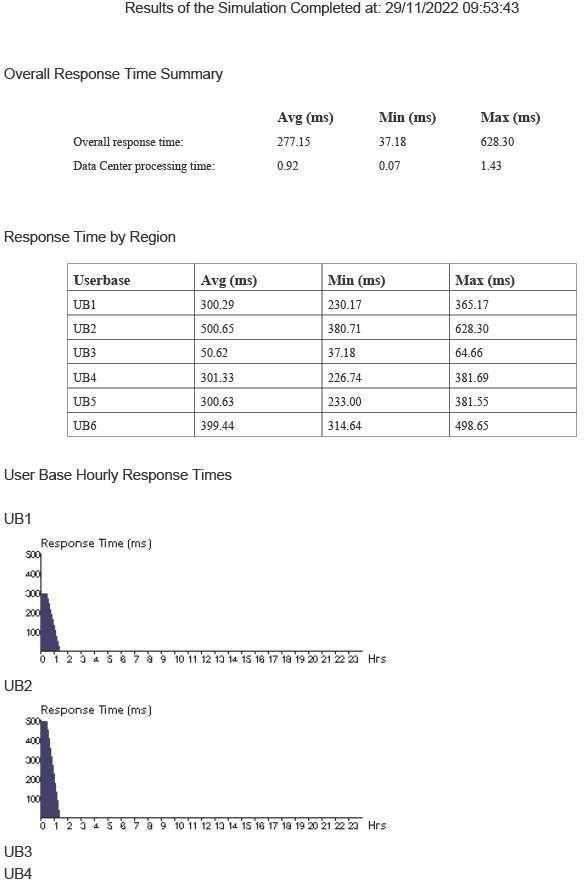 Results of the Simulation Completed at: 29/11/2022 09:53:43
Overall Response Time Summary
Avg (ms) Min (ms) Max (ms)
Overall response time: 277.15 37.18 628.30
Data Center processing time: 0.92 0.07 1.43
Response Time by Region
Userbase Avg (ms) Min (ms) Max (ms)
UB1 300.29 230.17 365.17
UB2 500.65 380.71 628.30
UB3 50.62 37.18 64.66
UB4 301.33 226.74 381.69
UB5 300.63 233.00 381.55
UB6 399.44 314.64 498.65
User Base Hourly Response Times
UB1
Response Time (ms)
500
400
300
200
100
0 1 2 3 4 5 6 7 8 9 10 11 12 13 14 15 16 17 18 19 20 21 22 23 Hrs
UB2
Response Time (ms)
500
400
300
200
100
0 1 2 3 4 5 6 7 8 9 10 11 12 13 14 15 16 17 18 19 20 21 22 23 Hrs
UB3
UB4